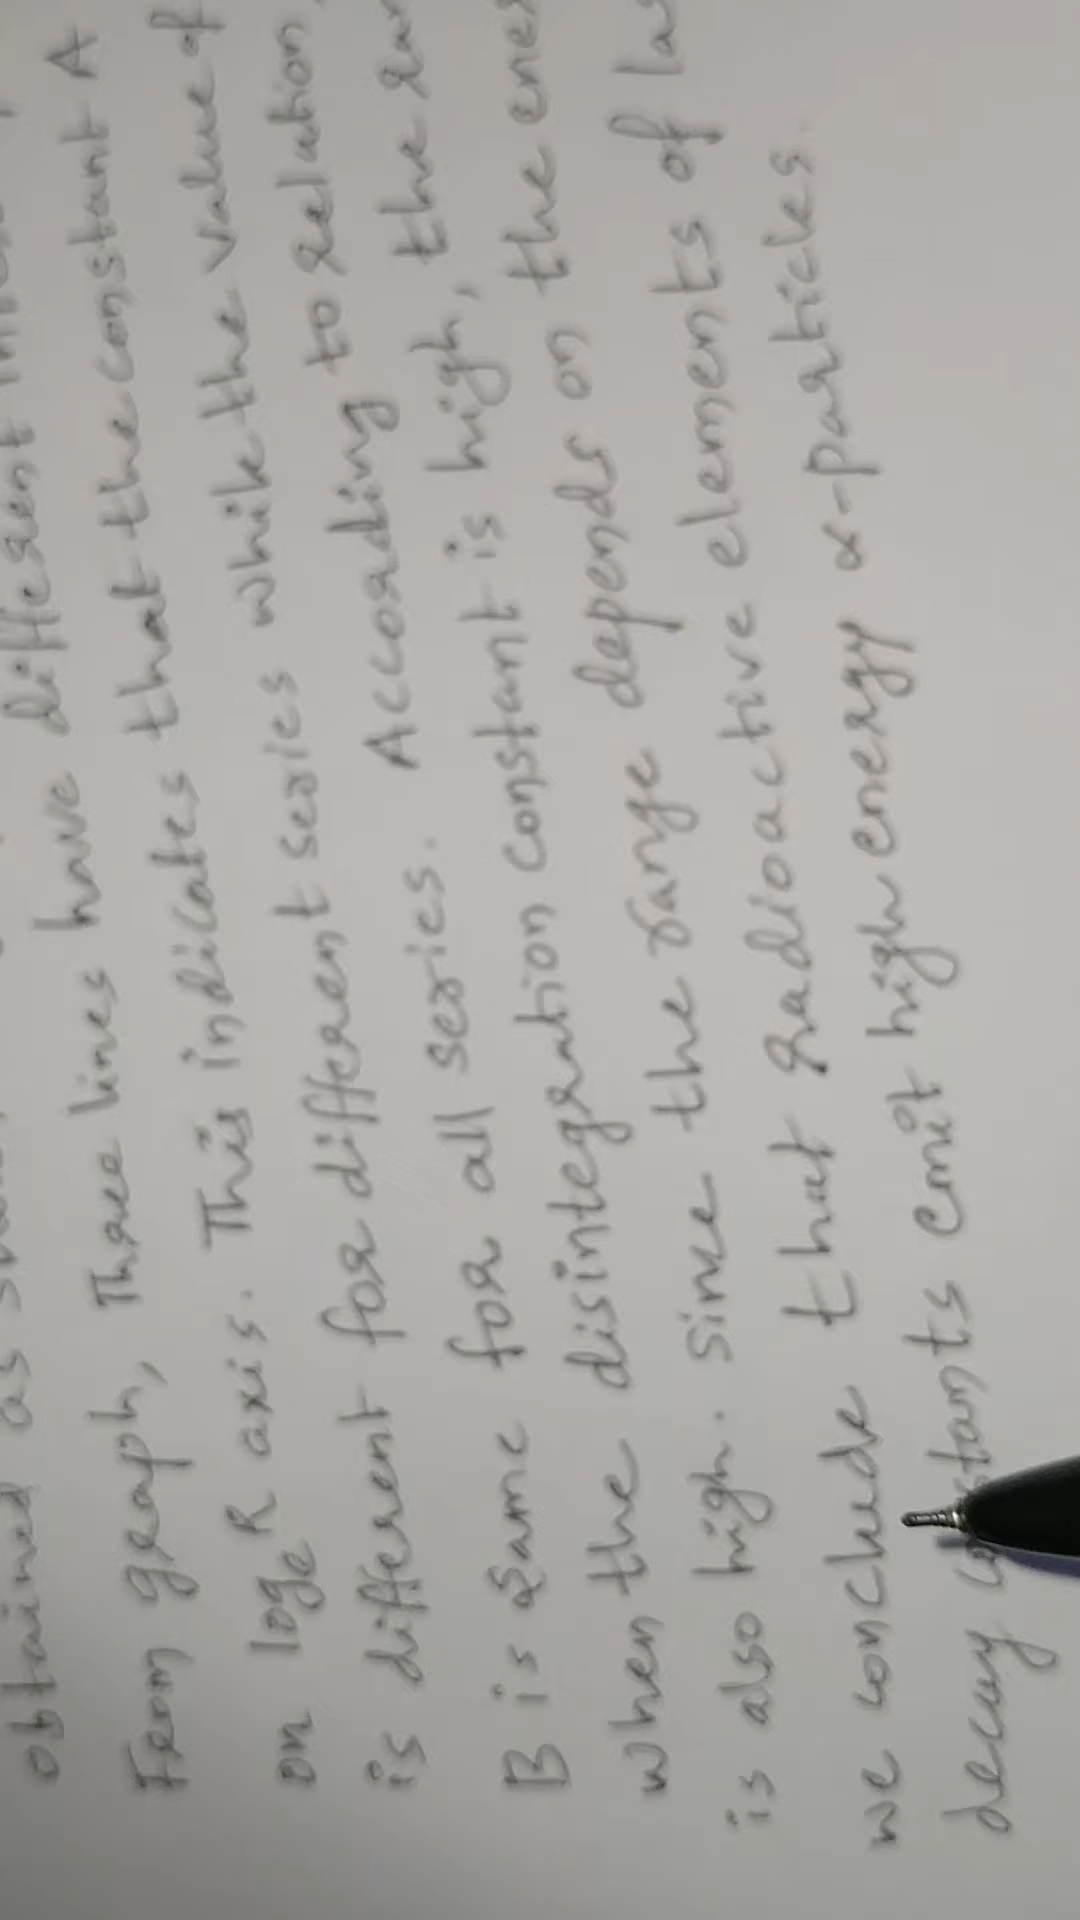 obtained as
From graph, Three lines have different
on loge R axis. This indicates that the constant A
is different for different series while the value of
B is same for all series. According to relation,
when the disintegration constant is high, the
is also high. Since the range depends on the
we conclude that radioactive elements of
decay constants emit high energy α-particles.